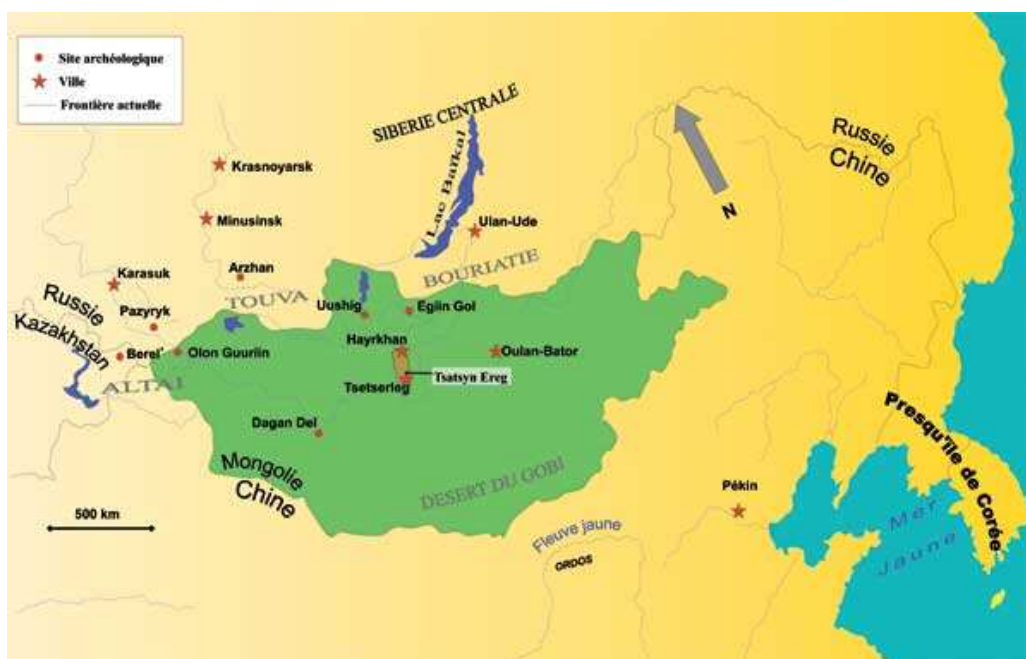 Site archéologique
Ville
Frontière actuelle
SIBERIE CENTRALE
Lac Baïkal
Russie
Chine
N
Krasnoyarsk
Minusinsk
Ulan-Ude
Karasuk
Arzhan
BOURIATIE
TOUVA
Russie
Kazakhstan
Pazyryk
Uushig
Egiin Gol
Berel'
Olon Guuriin
Hayrkhan
Oulan-Bator
ALTAI
Tsetserleg
Tsatsyn Ereg
Dagan Del
Mongolie
Chine
DESERT DU GOBI
Presqu'île de Corée
Pékin
500 km
Fleuve jaune
ORDOS
Mer
Jaune